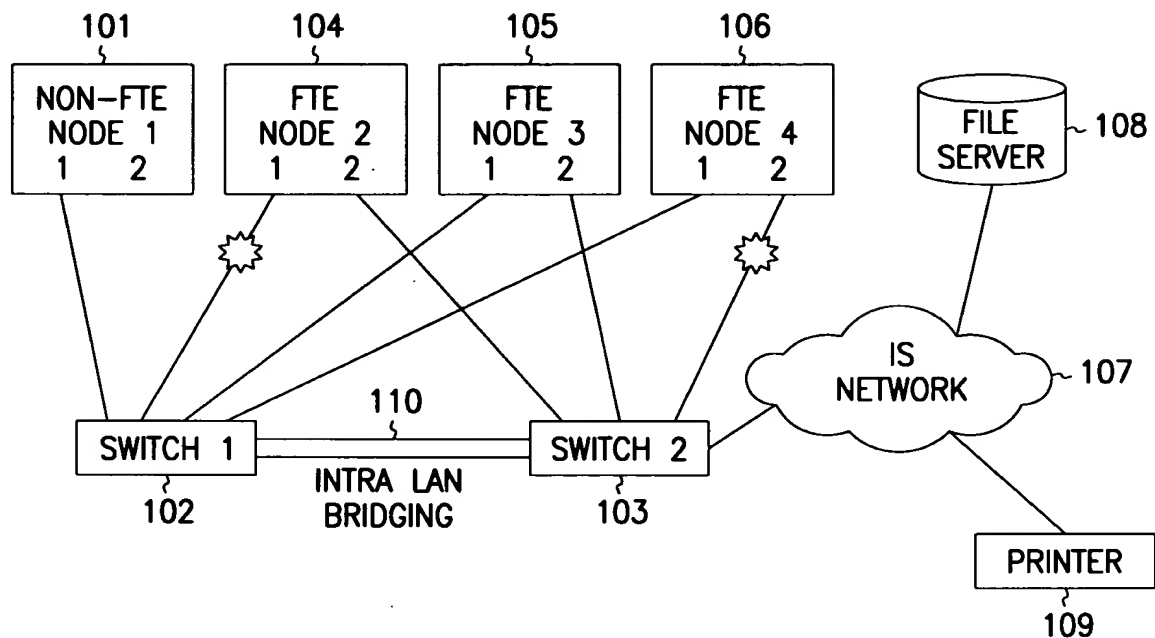 101
104
105
106
NON-FTE
NODE 1
1 2
FTE
NODE 2
1 2
FTE
NODE 3
1 2
FTE
NODE 4
1 2
FILE
SERVER
108
IS
NETWORK
107
110
SWITCH 1
SWITCH 2
INTRA LAN
BRIDGING
102
103
PRINTER
109